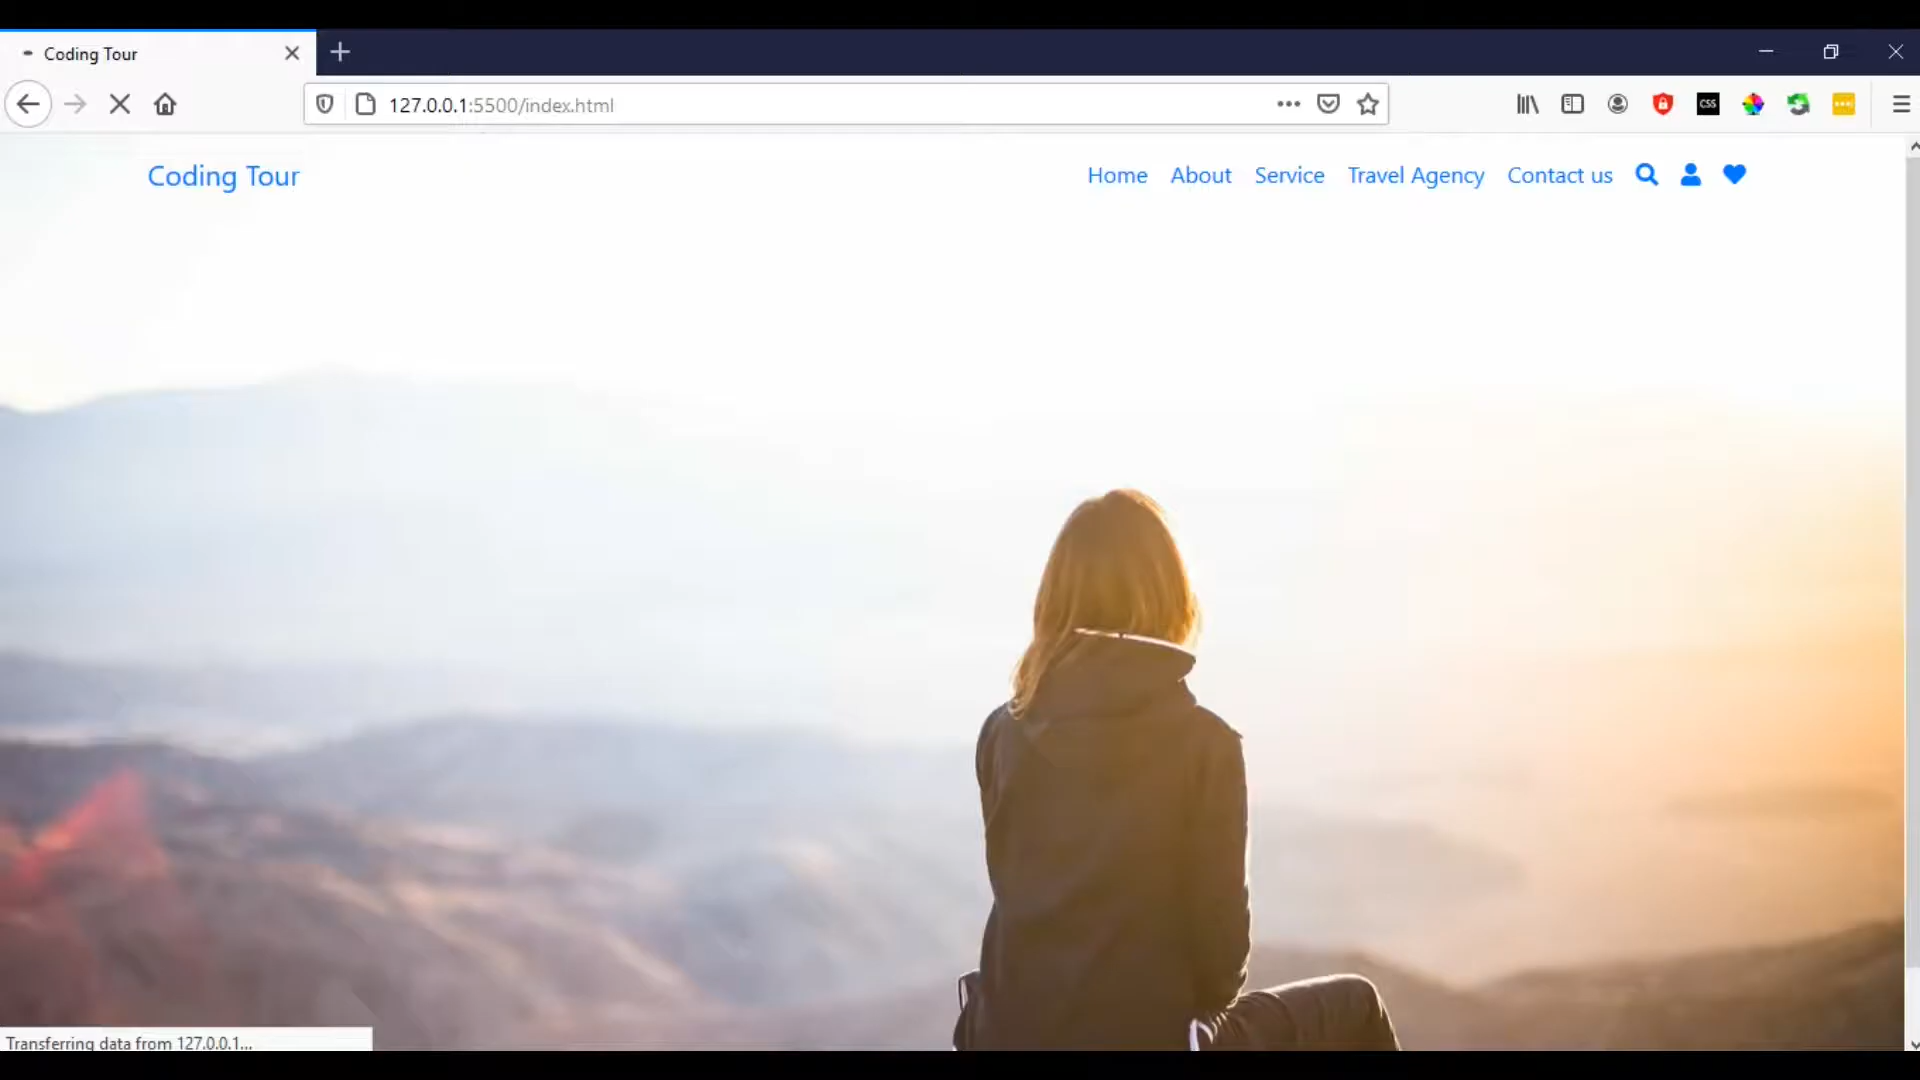 Coding Tour
127.0.0.1:5500/index.html
CSS
Coding Tour
Home About Service Travel Agency Contact us
Transferring data from 127.0.0.1...